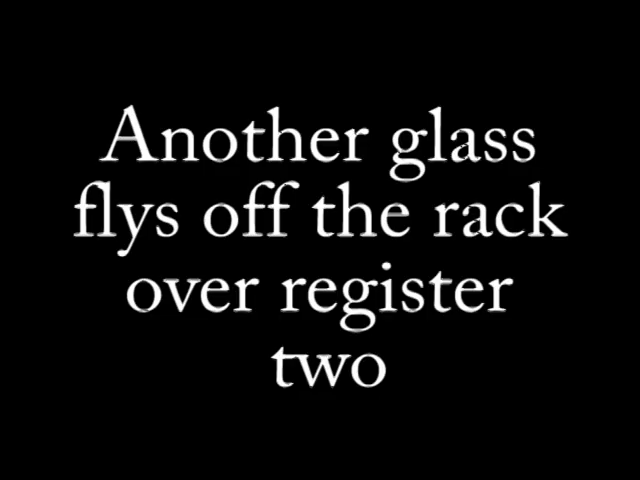 Another glass
flys off the rack
over register
two